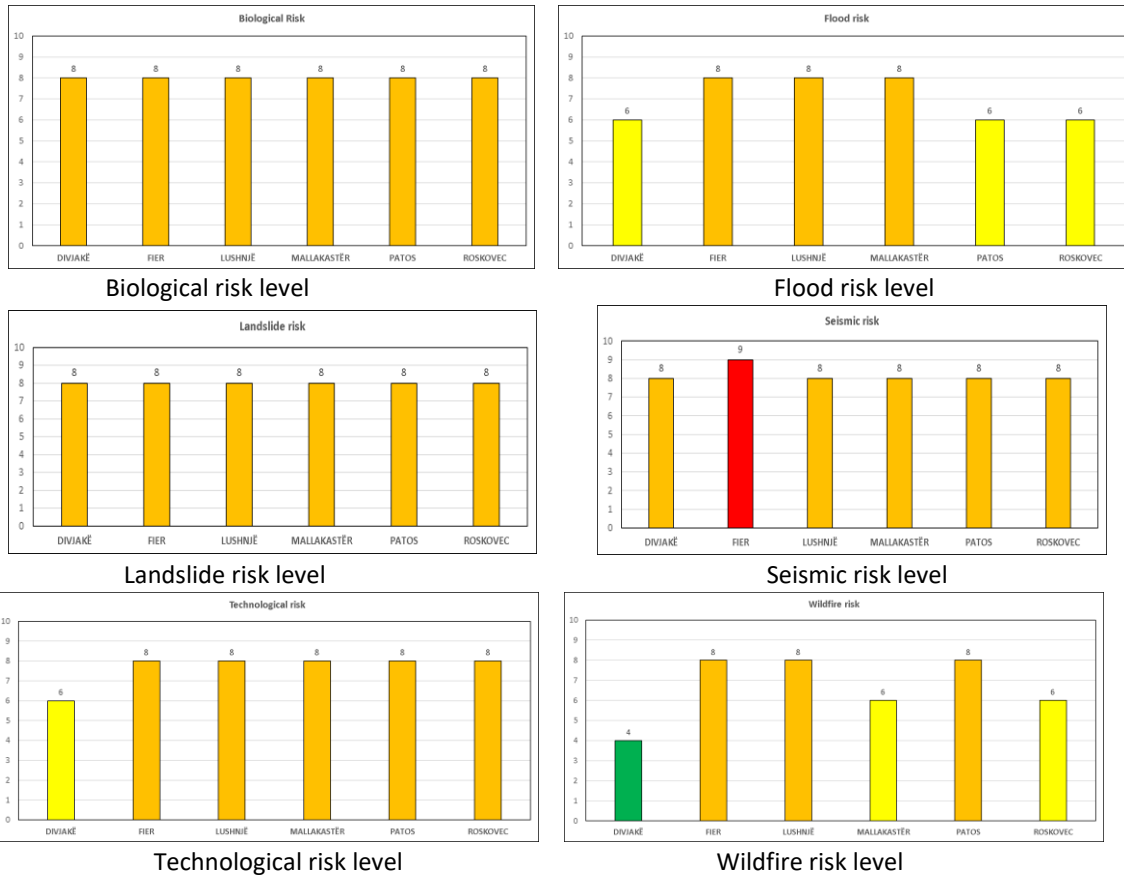 Biological Risk
10
9
8
7
6
5
4
3
2
1
0
8 8 8 8 8 8
DIVJAKË FIER LUSHNJË MALLAKASTËR PATOS ROSKOVEC
Biological risk level
Flood risk
10
9
8
7
6
5
4
3
2
1
0
6 8 8 8 6 6
DIVJAKË FIER LUSHNJË MALLAKASTËR PATOS ROSKOVEC
Flood risk level
Landslide risk
10
9
8
7
6
5
4
3
2
1
0
8 8 8 8 8 8
DIVJAKË FIER LUSHNJË MALLAKASTËR PATOS ROSKOVEC
Landslide risk level
Seismic risk
10
9
8
7
6
5
4
3
2
1
0
8 9 8 8 8 8
DIVJAKË FIER LUSHNJË MALLAKASTËR PATOS ROSKOVEC
Seismic risk level
Technological risk
10
9
8
7
6
5
4
3
2
1
0
6 8 8 8 8 8
DIVJAKË FIER LUSHNJË MALLAKASTËR PATOS ROSKOVEC
Technological risk level
Wildfire risk
10
9
8
7
6
5
4
3
2
1
0
4 8 8 6 8 6
DIVJAKË FIER LUSHNJË MALLAKASTËR PATOS ROSKOVEC
Wildfire risk level